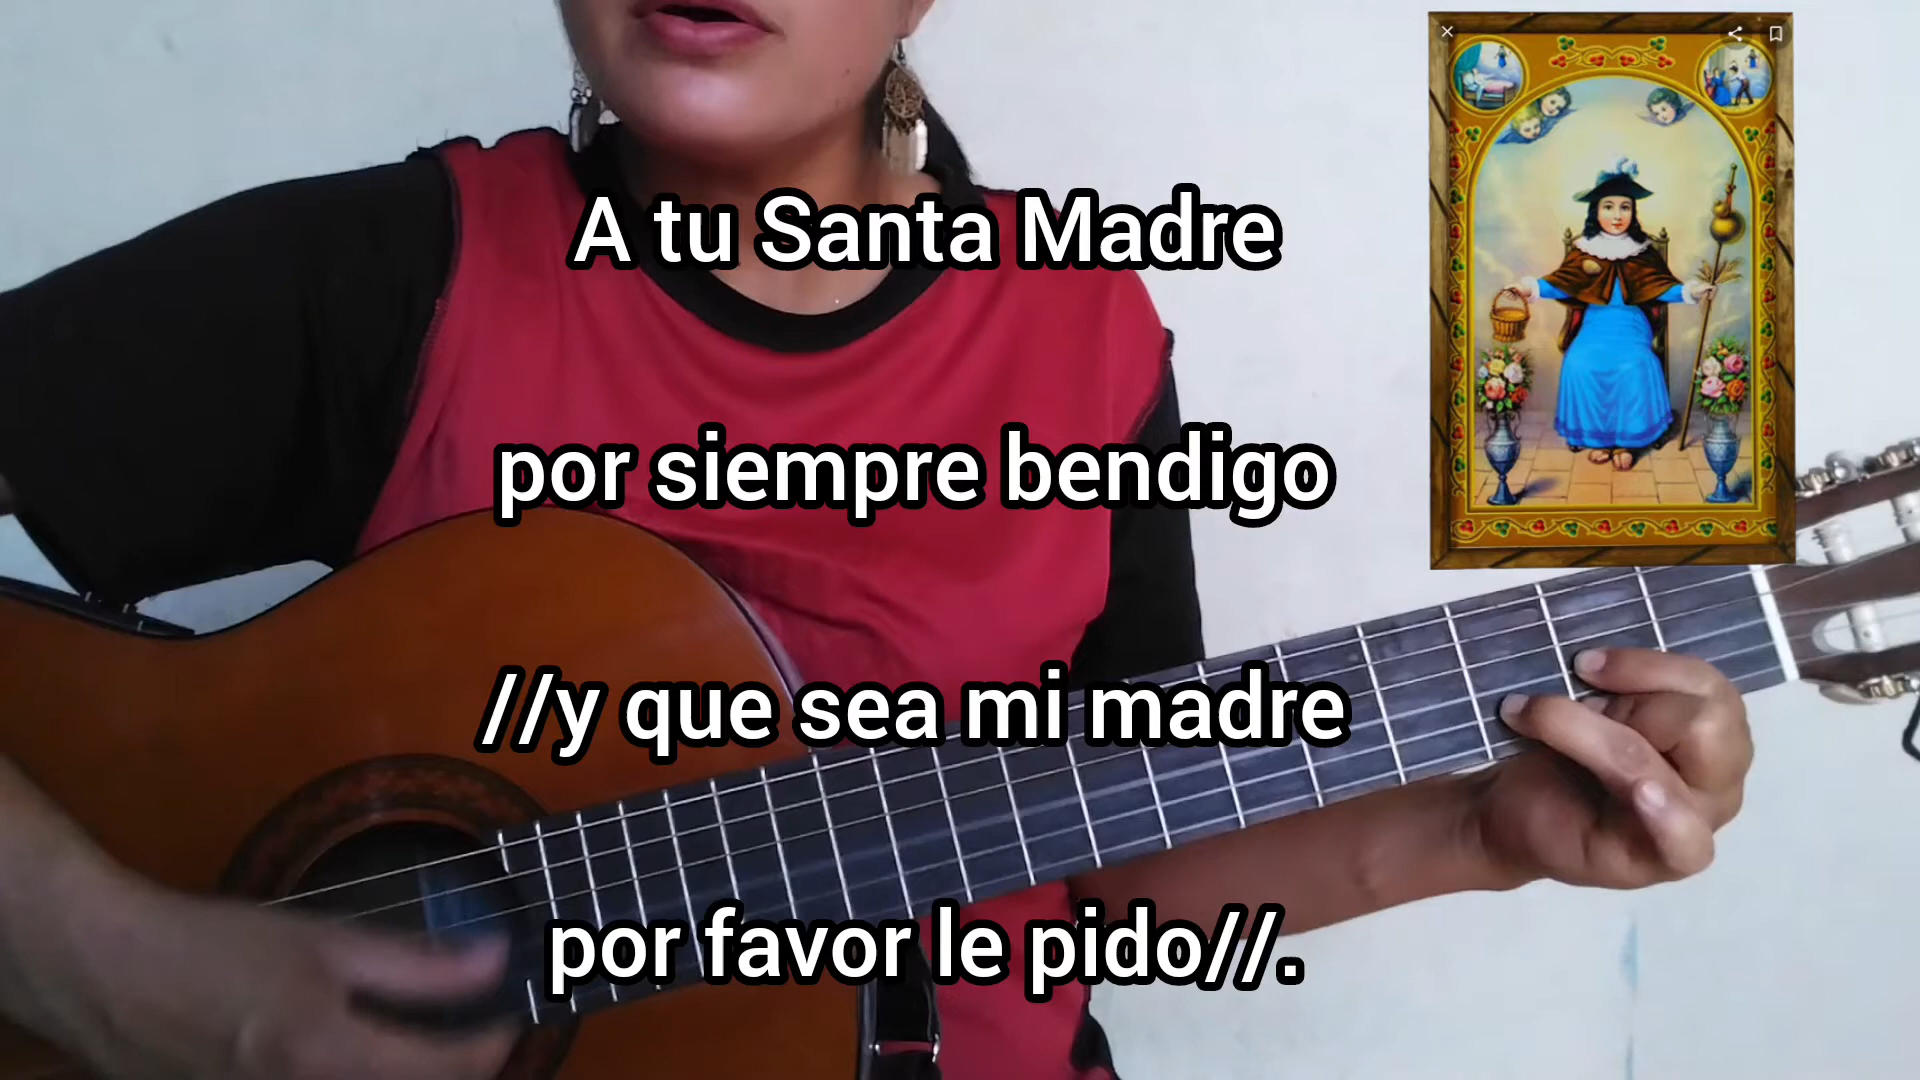 A tu Santa Madre
por siempre bendigo
//y que sea mi madre
por favor le pido//.